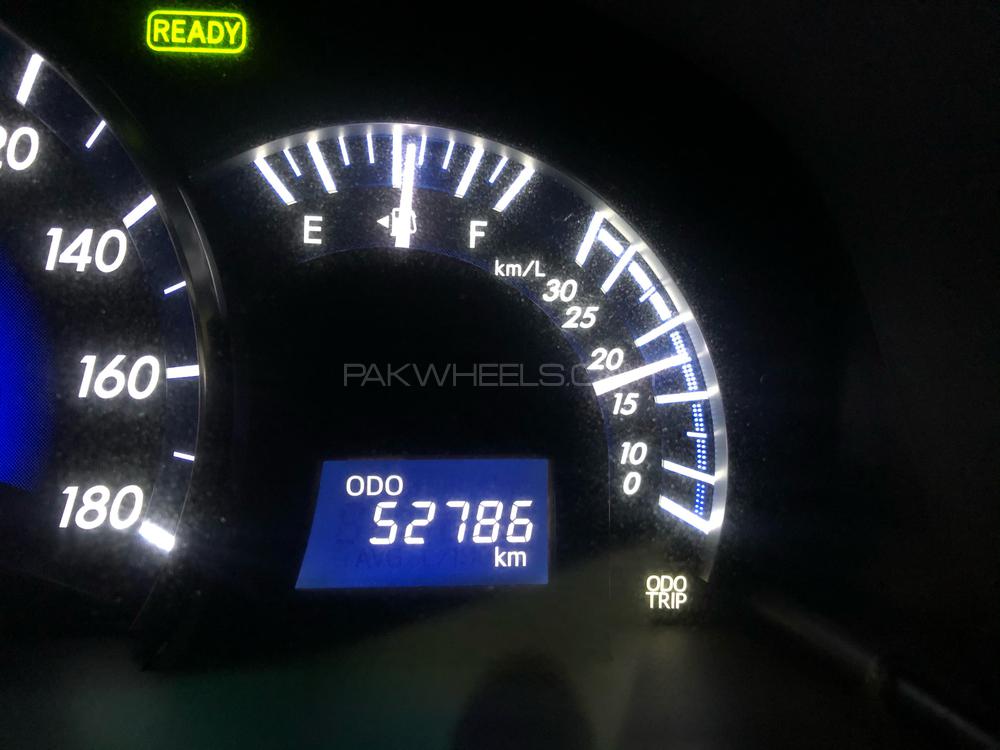 READY
20
140
160
180
E
F
km/L
30
25
20
15
10
0
PAKWHEELS.C
ODO
52786
km
ODO
TRIP